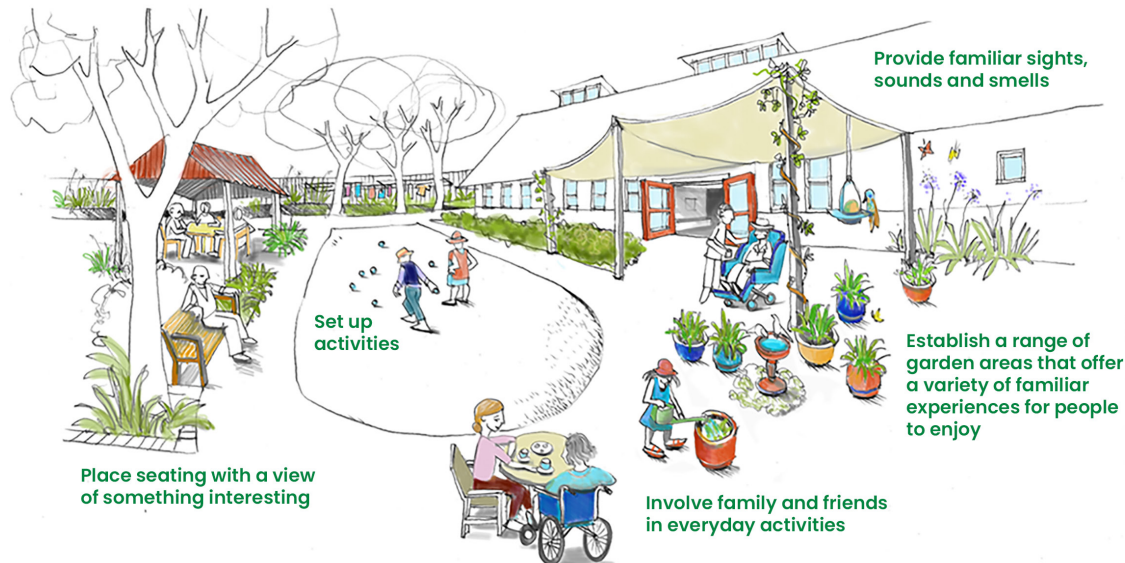 Provide familiar sights,
sounds and smells
Set up
activities
Establish a range of
garden areas that offer
a variety of familiar
experiences for people
to enjoy
Place seating with a view
of something interesting
Involve family and friends
in everyday activities